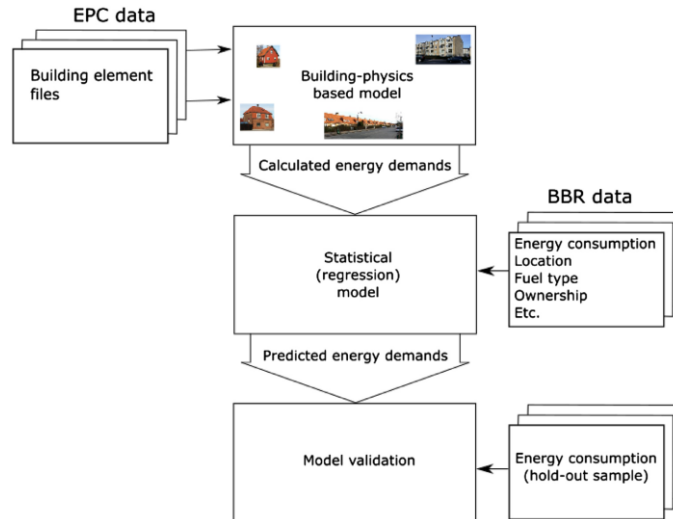 EPC data
Building element
files
Building-physics
based model
Calculated energy demands
BBR data
Energy consumption
Location
Fuel type
Ownership
Etc.
Statistical
(regression)
model
Predicted energy demands
Model validation
Energy consumption
(hold-out sample)